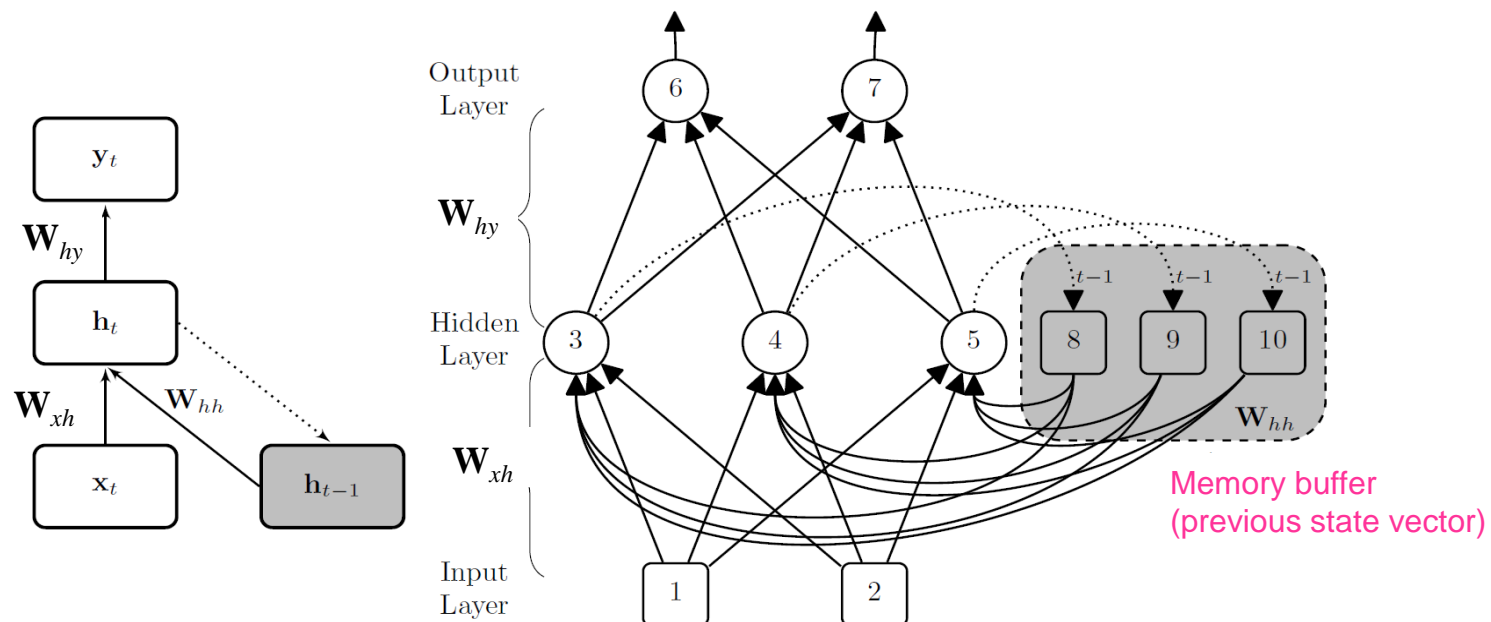 y_t
W_hy
h_t
W_xh
W_hh
x_t
h_{t-1}
Output
Layer
6
7
W_hy
Hidden
Layer
3
4
5
t−1
t−1
t−1
8
9
10
W_hh
W_xh
Memory buffer
(previous state vector)
Input
Layer
1
2